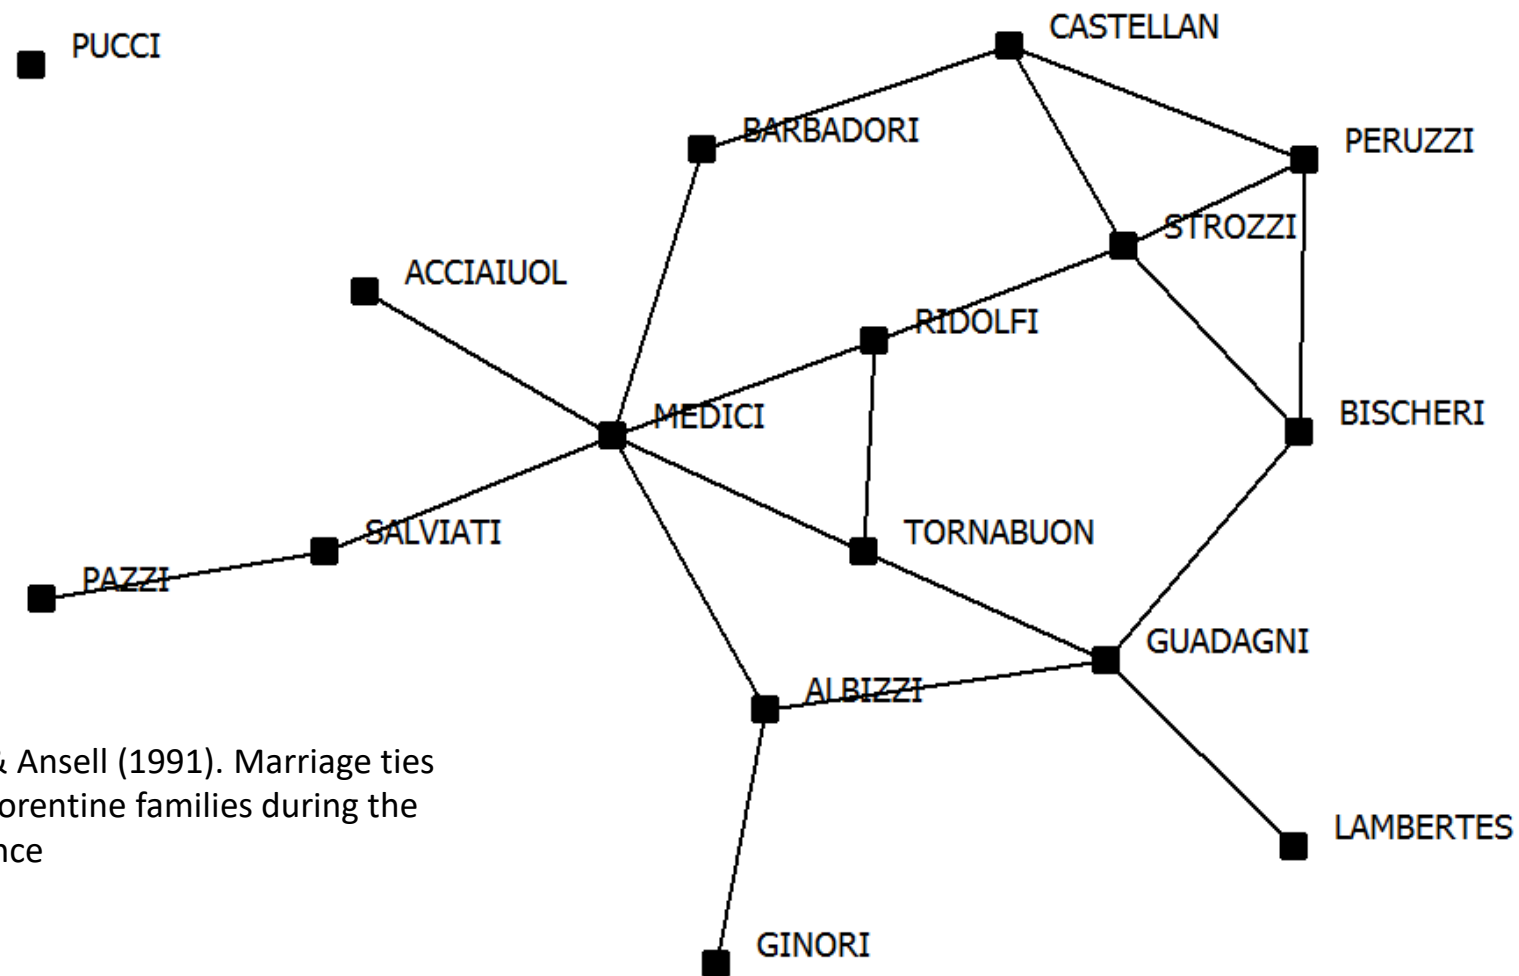 CASTELLAN
PUCCI
BARBADORI
PERUZZI
STROZZI
ACCIAIUOL
RIDOLFI
MEDICI
BISCHERI
SALVIATI
TORNABUON
PAZZI
GUADAGNI
ALBIZZI
& Ansell (1991). Marriage ties
orentine families during the
nce
LAMBERTES
GINORI